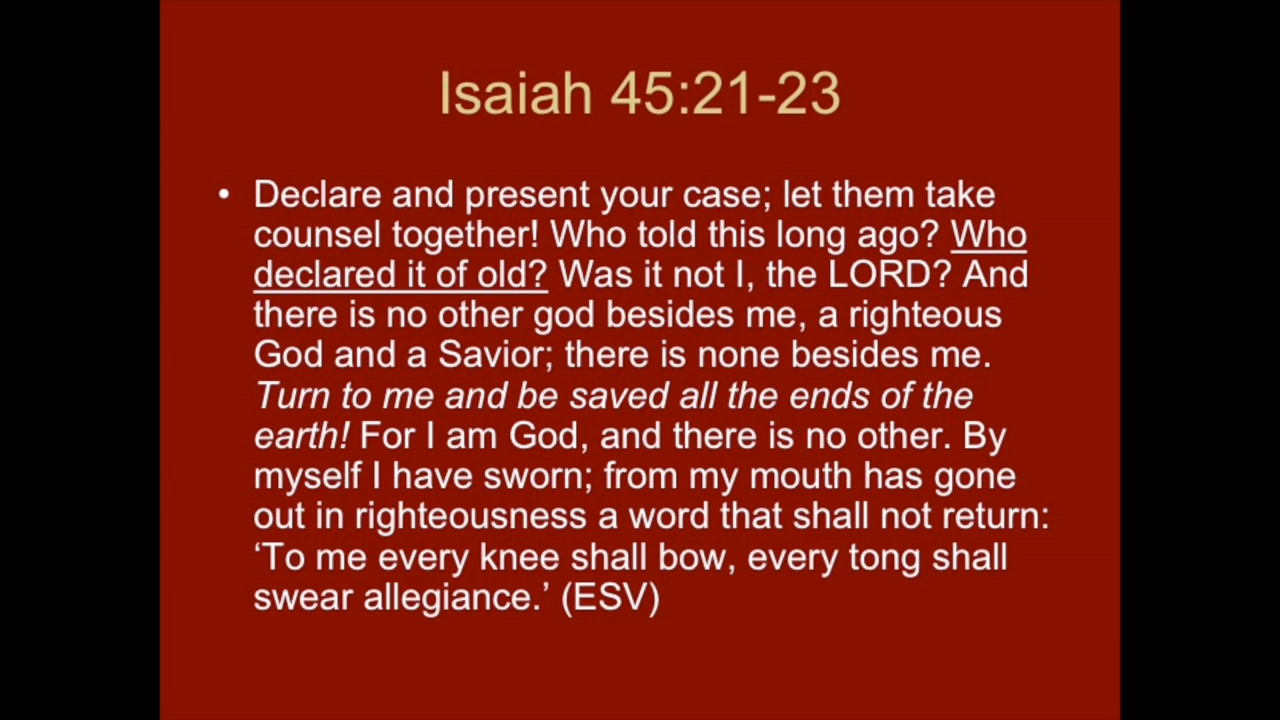 Isaiah 45:21-23
• Declare and present your case; let them take
counsel together! Who told this long ago? Who
declared it of old? Was it not I, the LORD? And
there is no other god besides me, a righteous
God and a Savior; there is none besides me.
Turn to me and be saved all the ends of the
earth! For I am God, and there is no other. By
myself I have sworn; from my mouth has gone
out in righteousness a word that shall not return:
‘To me every knee shall bow, every tong shall
swear allegiance.’ (ESV)